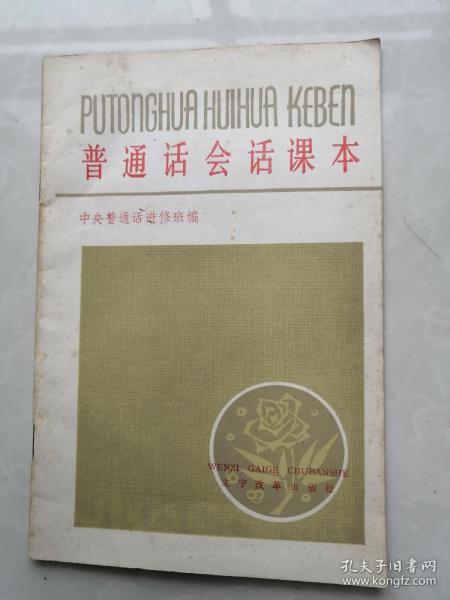 PUTONGHUA HUIHUA KEBEN
普通话会话课本
中央普通话进修班编
WENZI GAIGE CHUBANSHE
文字改革出版社
孔夫子旧书网
www.kongfz.com